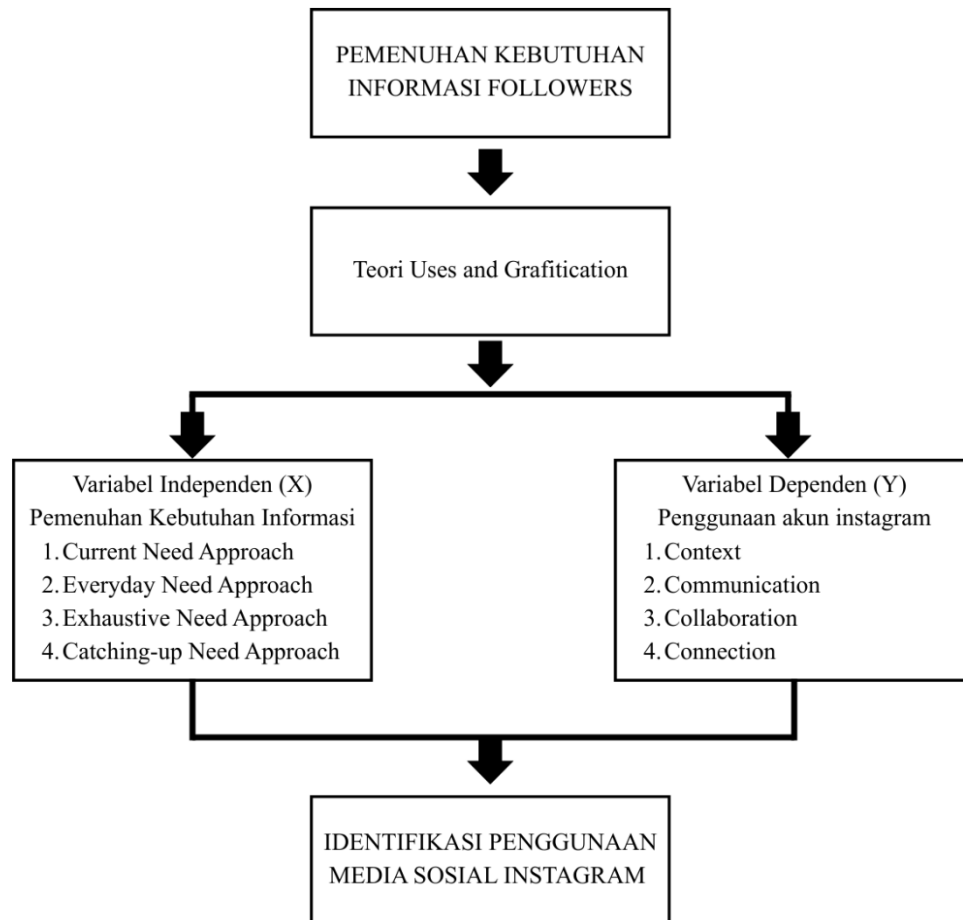 PEMENUHAN KEBUTUHAN
INFORMASI FOLLOWERS
Teori Uses and Grafitication
Variabel Independen (X)
Pemenuhan Kebutuhan Informasi
1. Current Need Approach
2. Everyday Need Approach
3. Exhaustive Need Approach
4. Catching-up Need Approach
Variabel Dependen (Y)
Penggunaan akun instagram
1. Context
2. Communication
3. Collaboration
4. Connection
IDENTIFIKASI PENGGUNAAN
MEDIA SOSIAL INSTAGRAM